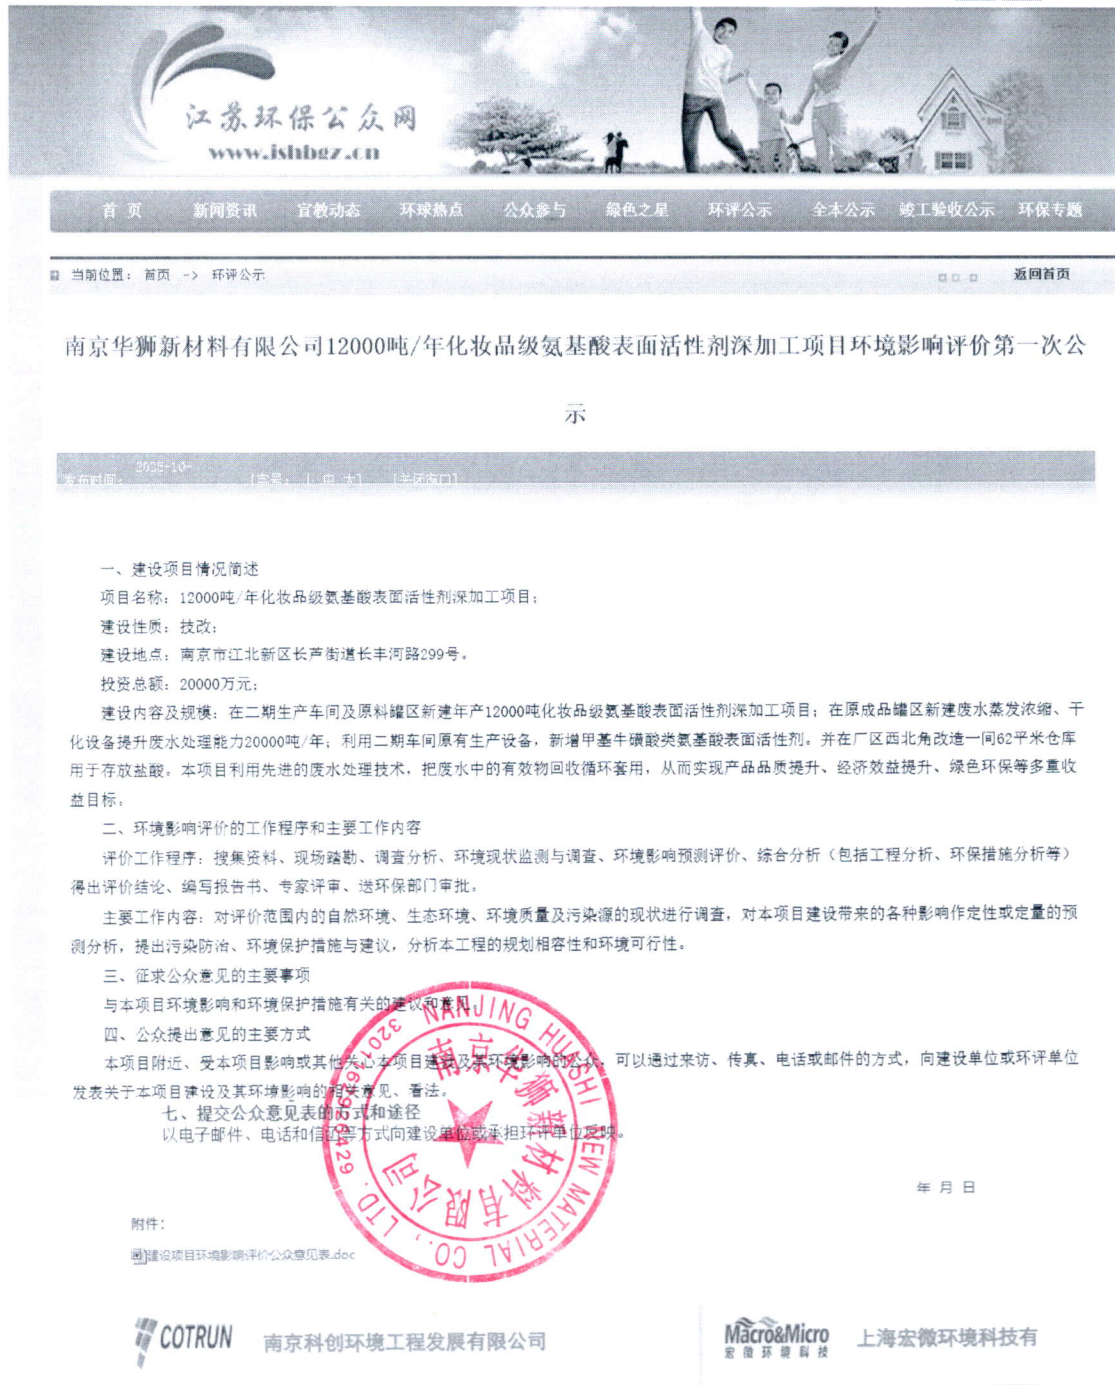 江苏环保公众网
www.jshbgz.cn
首 页 新闻资讯 宣教动态 环球热点 公众参与 绿色之星 环评公示 全本公示 竣工验收公示 环保专题
当前位置： 首页 -> 环评公示 返回首页
南京华狮新材料有限公司12000吨/年化妆品级氨基酸表面活性剂深加工项目环境影响评价第一次公
示
发布时间： 2025-10- [字号： 小 中 大] [关闭窗口]
一、建设项目情况简述
项目名称：12000吨/年化妆品级氨基酸表面活性剂深加工项目；
建设性质：技改；
建设地点：南京市江北新区长芦街道长丰河路299号。
投资总额：20000万元；
建设内容及规模：在二期生产车间及原料罐区新建年产12000吨化妆品级氨基酸表面活性剂深加工项目；在原成品罐区新建废水蒸发浓缩、干
化设备提升废水处理能力20000吨/年；利用二期车间原有生产设备，新增甲基牛磺酸类氨基酸表面活性剂。并在厂区西北角改造一间62平米仓库
用于存放盐酸。本项目利用先进的废水处理技术，把废水中的有效物回收循环套用，从而实现产品品质提升、经济效益提升、绿色环保等多重收
益目标。
二、环境影响评价的工作程序和主要工作内容
评价工作程序：搜集资料、现场踏勘、调查分析、环境现状监测与调查、环境影响预测评价、综合分析（包括工程分析、环保措施分析等）
得出评价结论、编写报告书、专家评审、送环保部门审批。
主要工作内容：对评价范围内的自然环境、生态环境、环境质量及污染源的现状进行调查，对本项目建设带来的各种影响作定性或定量的预
测分析，提出污染防治、环境保护措施与建议，分析本工程的规划相容性和环境可行性。
三、征求公众意见的主要事项
与本项目环境影响和环境保护措施有关的建议和意见。
四、公众提出意见的主要方式
本项目附近、受本项目影响或其他关心本项目建设及其环境影响的公众，可以通过来访、传真、电话或邮件的方式，向建设单位或环评单位
发表关于本项目建设及其环境影响的相关意见、看法。
七、提交公众意见表的方式和途径
以电子邮件、电话和信函等方式向建设单位或承担环评单位反映。
年 月 日
NANJING HUASHI NEW MATERIAL CO., LTD.
南京华狮新材料有限公司
附件：
建设项目环境影响评价公众意见表.doc
COTRUN 南京科创环境工程发展有限公司
Macro&Micro 上海宏微环境科技有
宏微环境科技